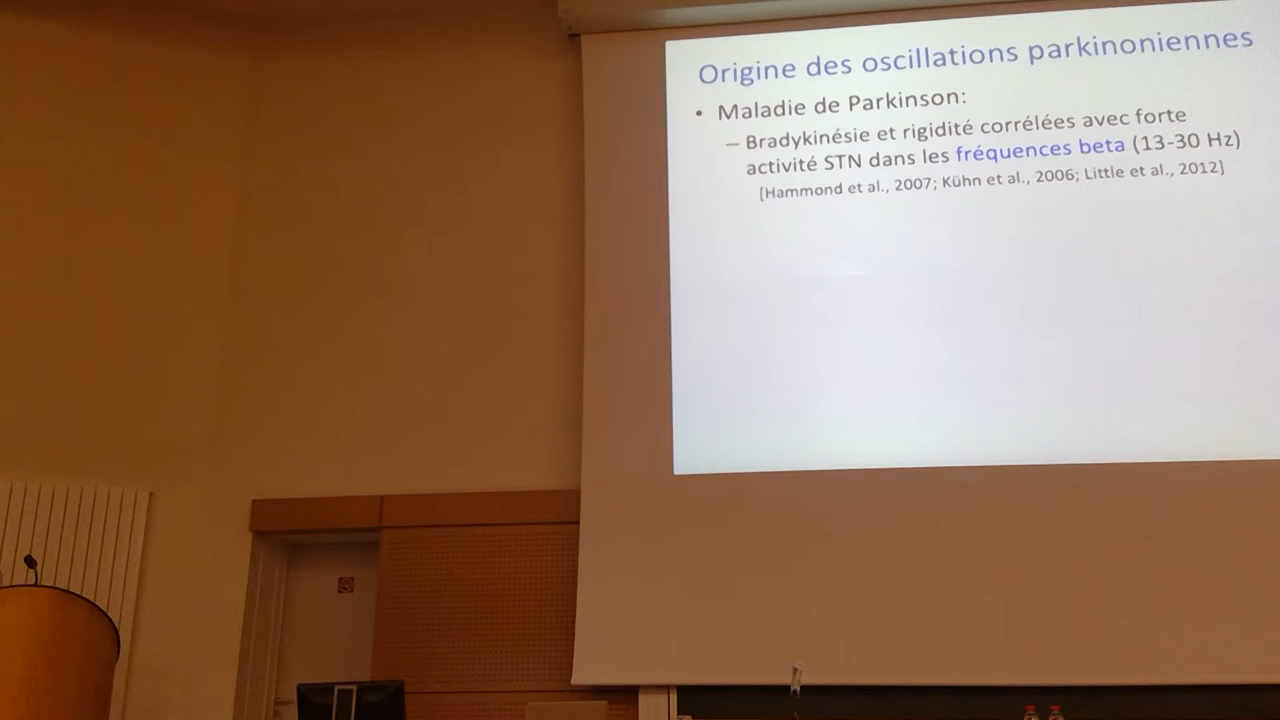 Origine des oscillations parkinoniennes
• Maladie de Parkinson:
– Bradykinésie et rigidité corrélées avec forte
activité STN dans les fréquences beta (13-30 Hz)
[Hammond et al., 2007; Kühn et al., 2006; Little et al., 2012]